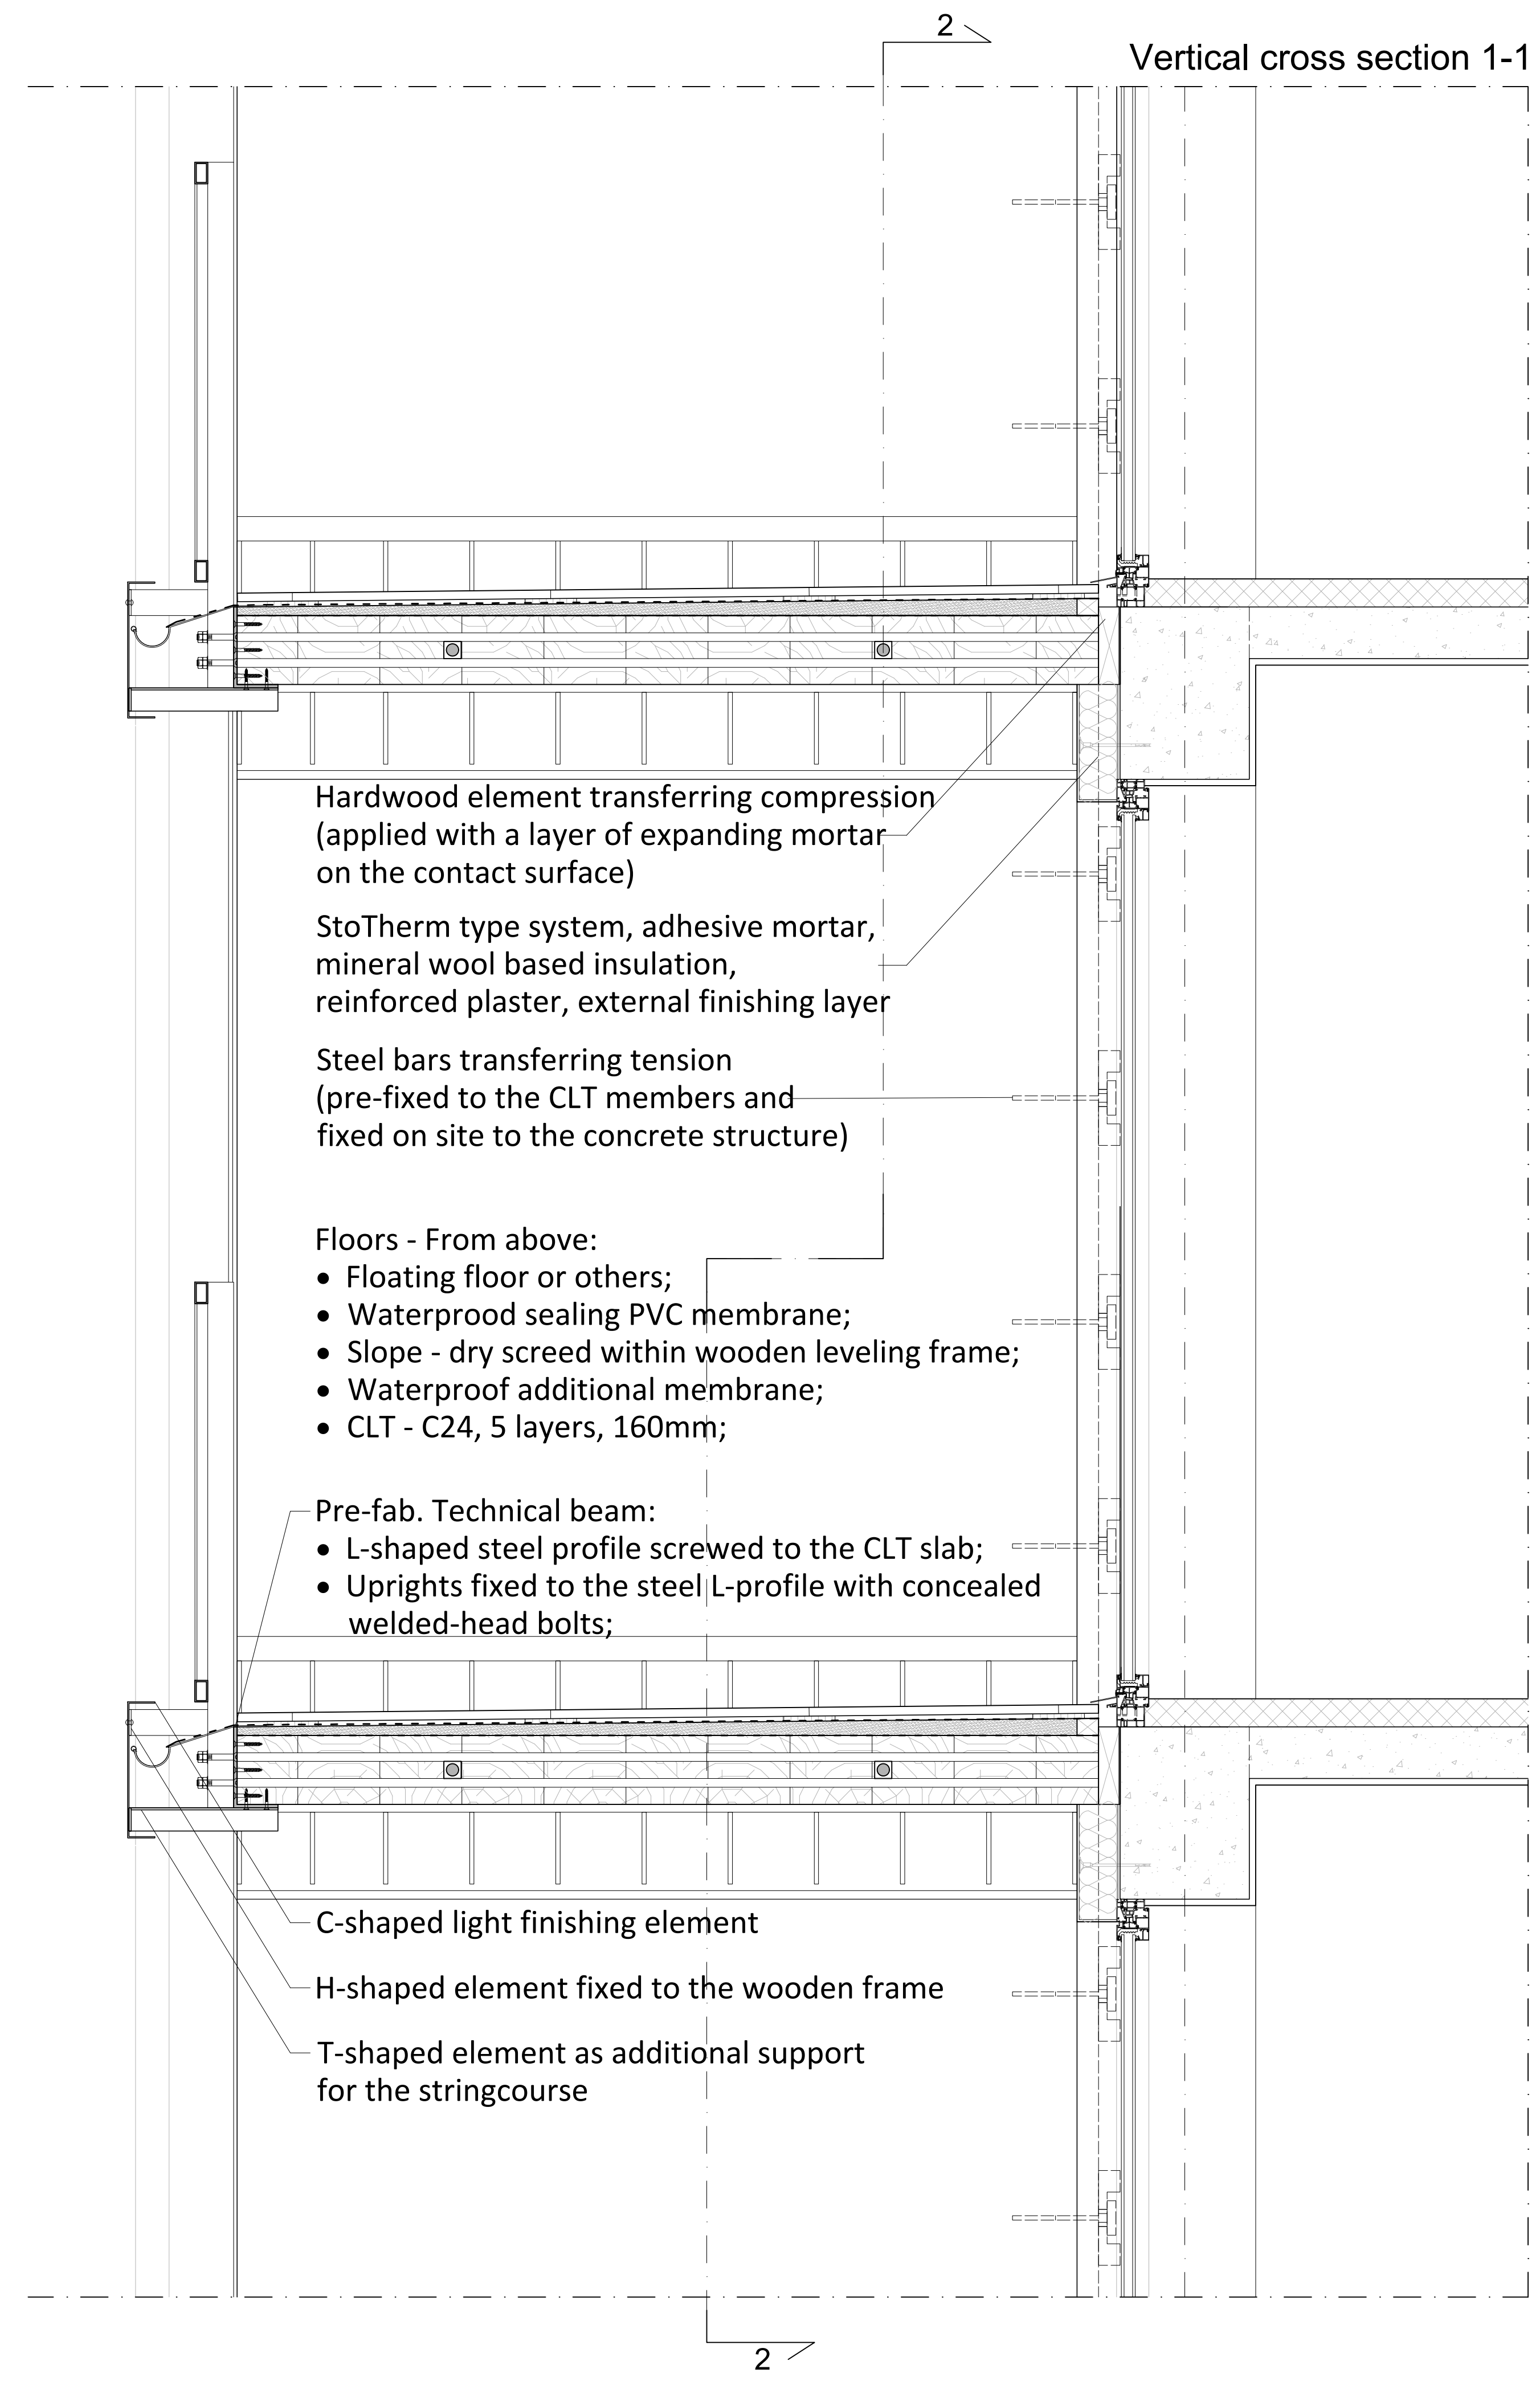 2
Vertical cross section 1-1
Hardwood element transferring compression
(applied with a layer of expanding mortar
on the contact surface)
StoTherm type system, adhesive mortar,
mineral wool based insulation,
reinforced plaster, external finishing layer
Steel bars transferring tension
(pre-fixed to the CLT members and
fixed on site to the concrete structure)
Floors - From above:
• Floating floor or others;
• Waterprood sealing PVC membrane;
• Slope - dry screed within wooden leveling frame;
• Waterproof additional membrane;
• CLT - C24, 5 layers, 160mm;
Pre-fab. Technical beam:
• L-shaped steel profile screwed to the CLT slab;
• Uprights fixed to the steel L-profile with concealed
welded-head bolts;
C-shaped light finishing element
H-shaped element fixed to the wooden frame
T-shaped element as additional support
for the stringcourse
2